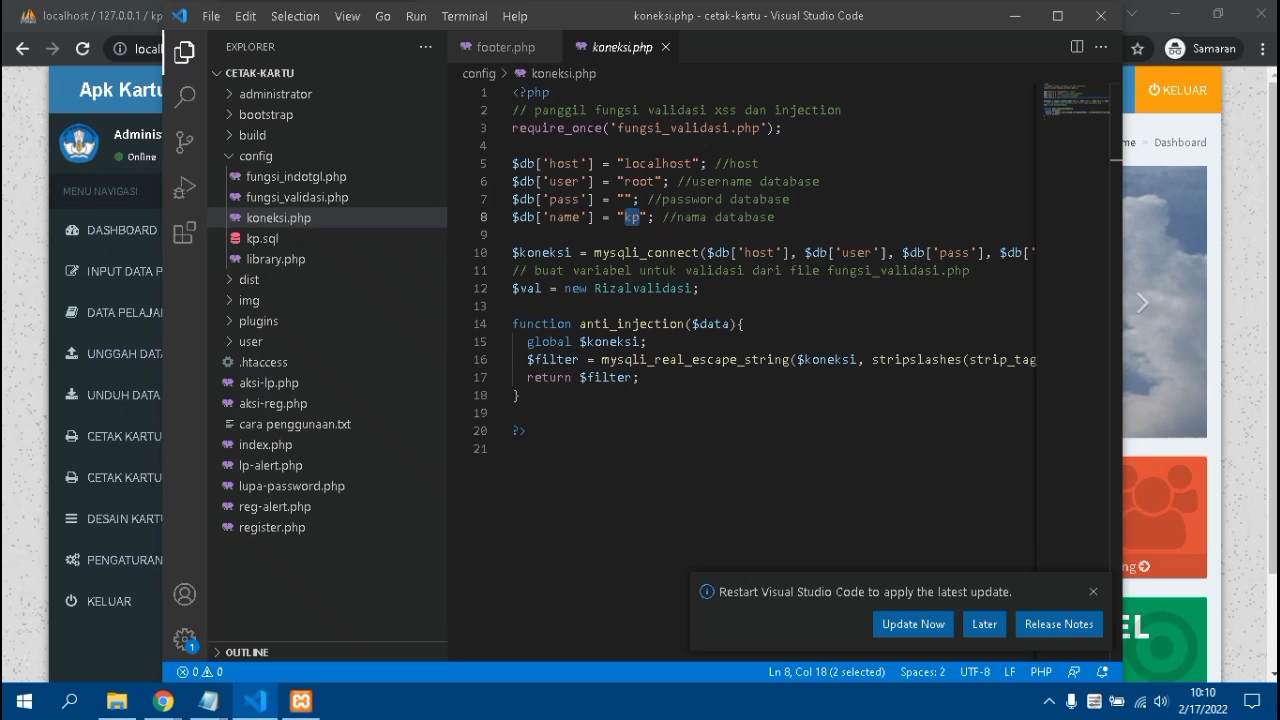 localhost / 127.0.0.1 / kp
File Edit Selection View Go Run Terminal Help
koneksi.php - cetak-kartu - Visual Studio Code
local
Samaran
EXPLORER
footer.php
koneksi.php
CETAK-KARTU
administrator
bootstrap
build
config
fungsi_indotgl.php
fungsi_validasi.php
koneksi.php
kp.sql
library.php
dist
img
plugins
user
.htaccess
aksi-lp.php
aksi-reg.php
cara penggunaan.txt
index.php
lp-alert.php
lupa-password.php
reg-alert.php
register.php
OUTLINE
config > koneksi.php
1 <?php
2 // panggil fungsi validasi xss dan injection
3 require_once('fungsi_validasi.php');
4
5 $db['host'] = "localhost"; //host
6 $db['user'] = "root"; //username database
7 $db['pass'] = ""; //password database
8 $db['name'] = "kp"; //nama database
9
10 $koneksi = mysqli_connect($db['host'], $db['user'], $db['pass'], $db['
11 // buat variabel untuk validasi dari file fungsi_validasi.php
12 $val = new Rizalvalidasi;
13
14 function anti_injection($data){
15 global $koneksi;
16 $filter = mysqli_real_escape_string($koneksi, stripslashes(strip_tag
17 return $filter;
18 }
19
20 ?>
21
Apk Kartu
Adminis
Online
MENU NAVIGASI
DASHBOARD
INPUT DATA P
DATA PELAJA
UNGGAH DAT
UNDUH DATA
CETAK KARTU
CETAK KARTU
DESAIN KART
PENGATURAN
KELUAR
KELUAR
me > Dashboard
ng
EL
Restart Visual Studio Code to apply the latest update.
Update Now Later Release Notes
1
0 0
Ln 8, Col 18 (2 selected) Spaces: 2 UTF-8 LF PHP
10:10
2/17/2022